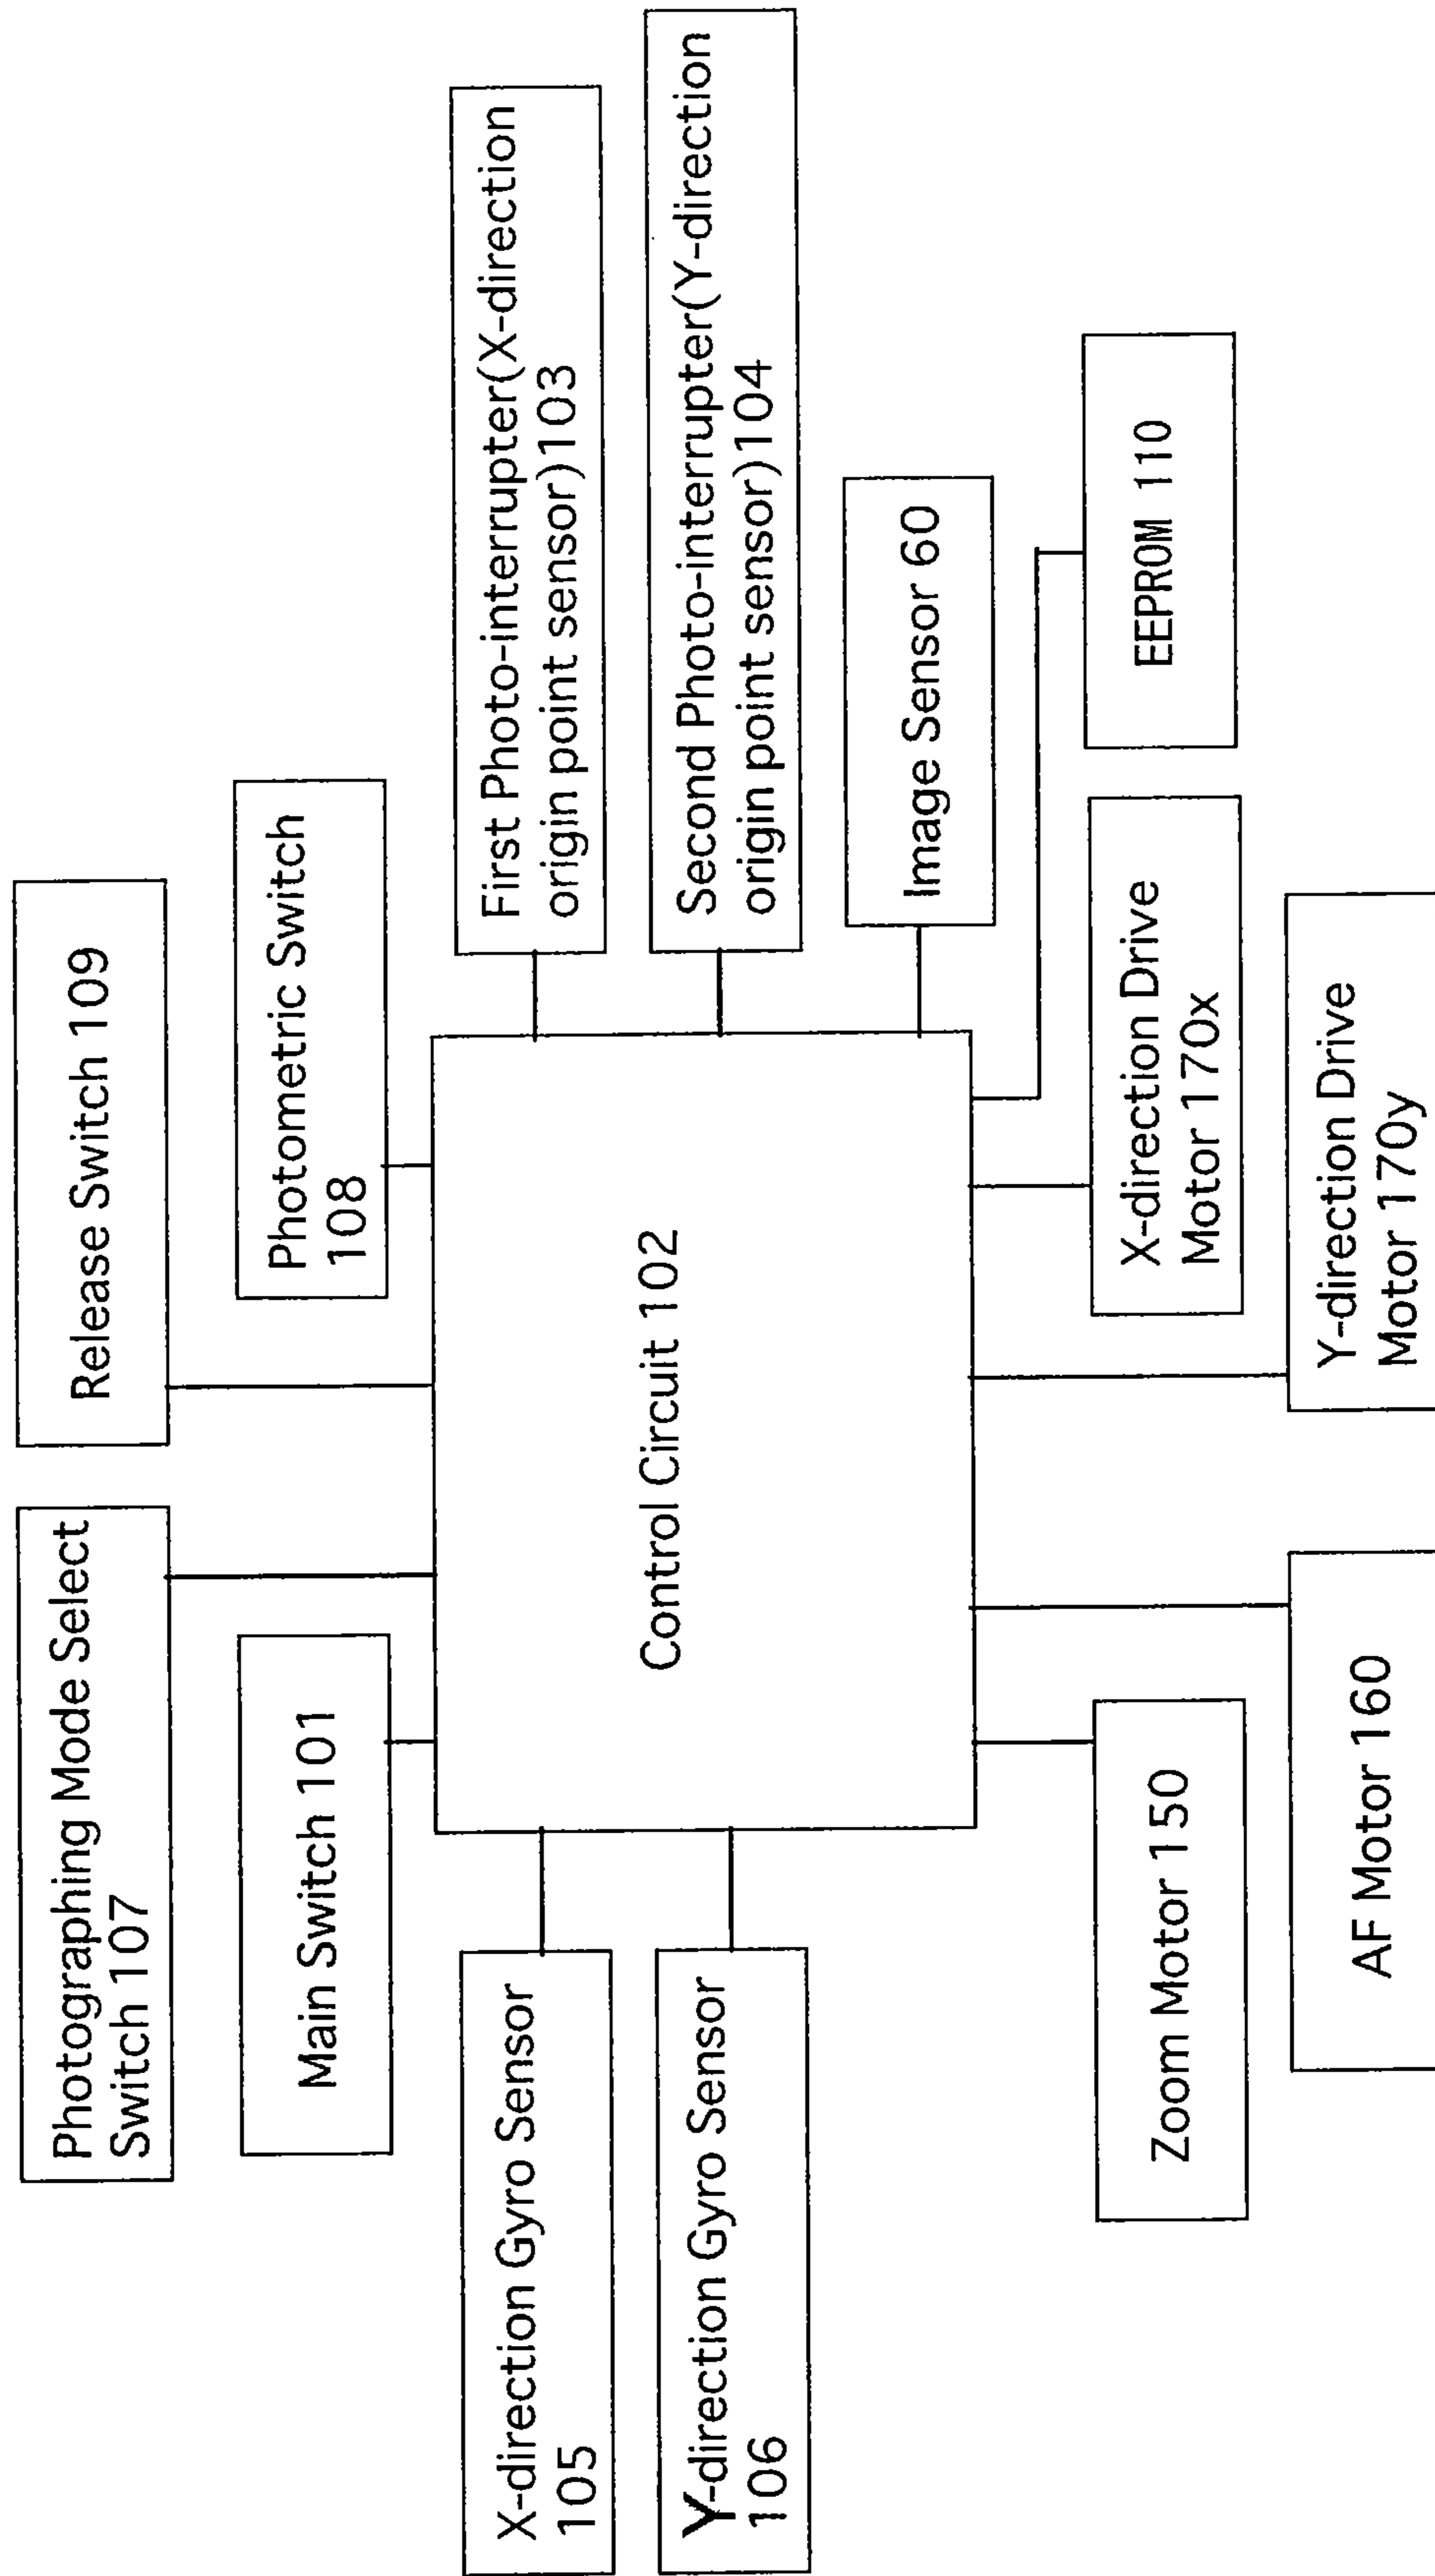 Photographing Mode Select
Switch 107
Release Switch 109
Main Switch 101
Photometric Switch
108
X-direction Gyro Sensor
105
Y-direction Gyro Sensor
106
Control Circuit 102
First Photo-interrupter(X-direction
origin point sensor)103
Second Photo-interrupter(Y-direction
origin point sensor)104
Image Sensor 60
EEPROM 110
Zoom Motor 150
X-direction Drive
Motor 170x
AF Motor 160
Y-direction Drive
Motor 170y